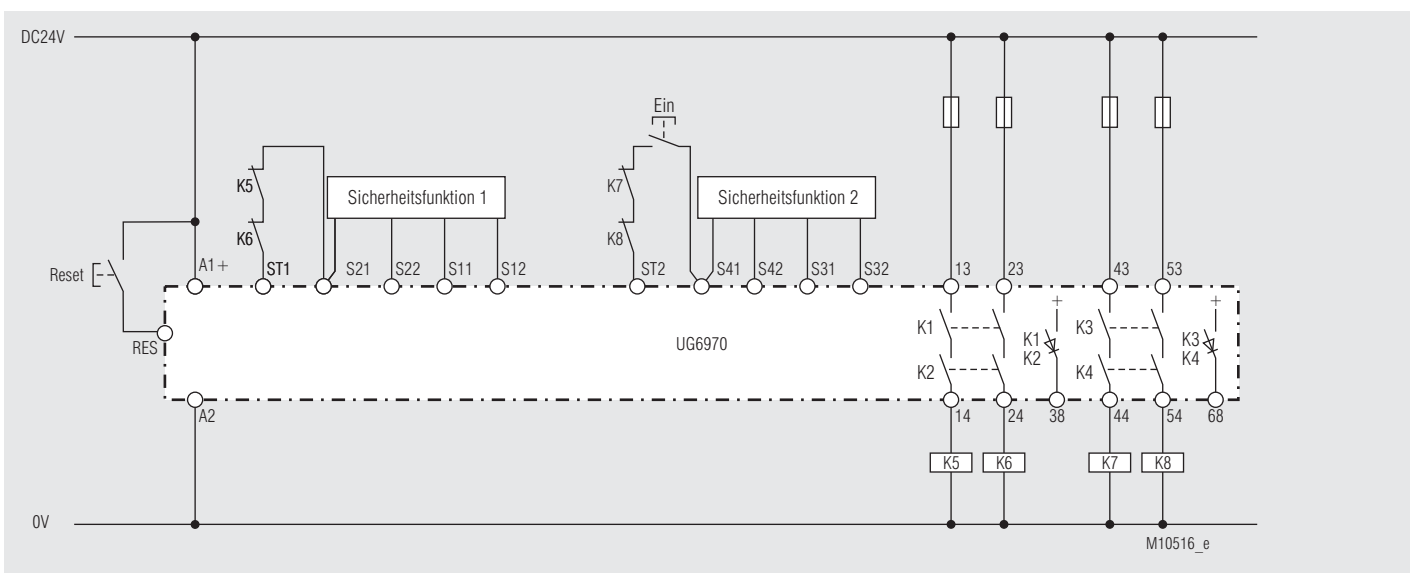 DC24V
Ein
K5
Sicherheitsfunktion 1
K7
Sicherheitsfunktion 2
K6
K8
Reset
A1+
ST1
S21
S22
S11
S12
ST2
S41
S42
S31
S32
13
23
43
53
+
+
K1
K1
K2
K3
K3
K4
RES
UG6970
K2
K4
A2
14
24
38
44
54
68
K5
K6
K7
K8
0V
M10516_e